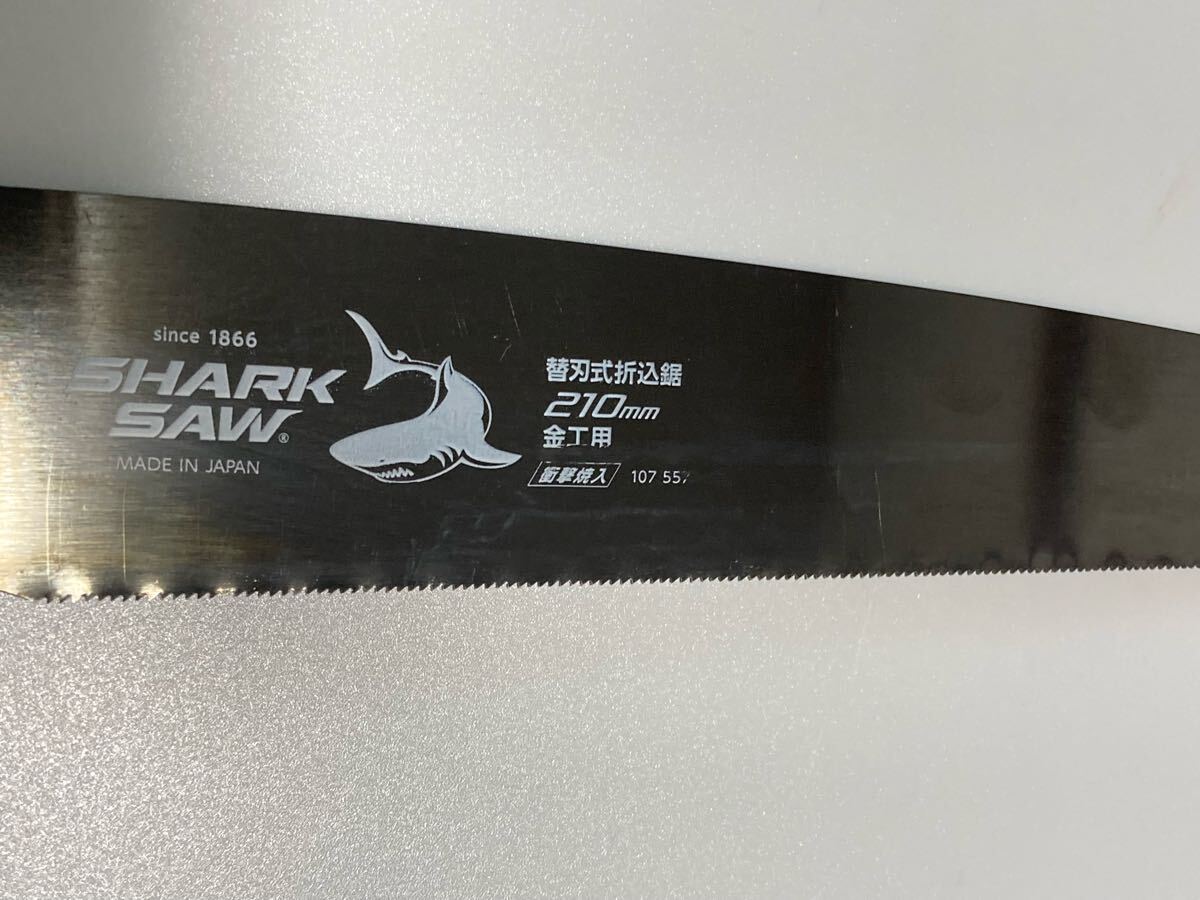 since 1866
SHARK
SAW®
MADE IN JAPAN
替刃式折込鋸
210mm
金工用
衝撃焼入 107 557